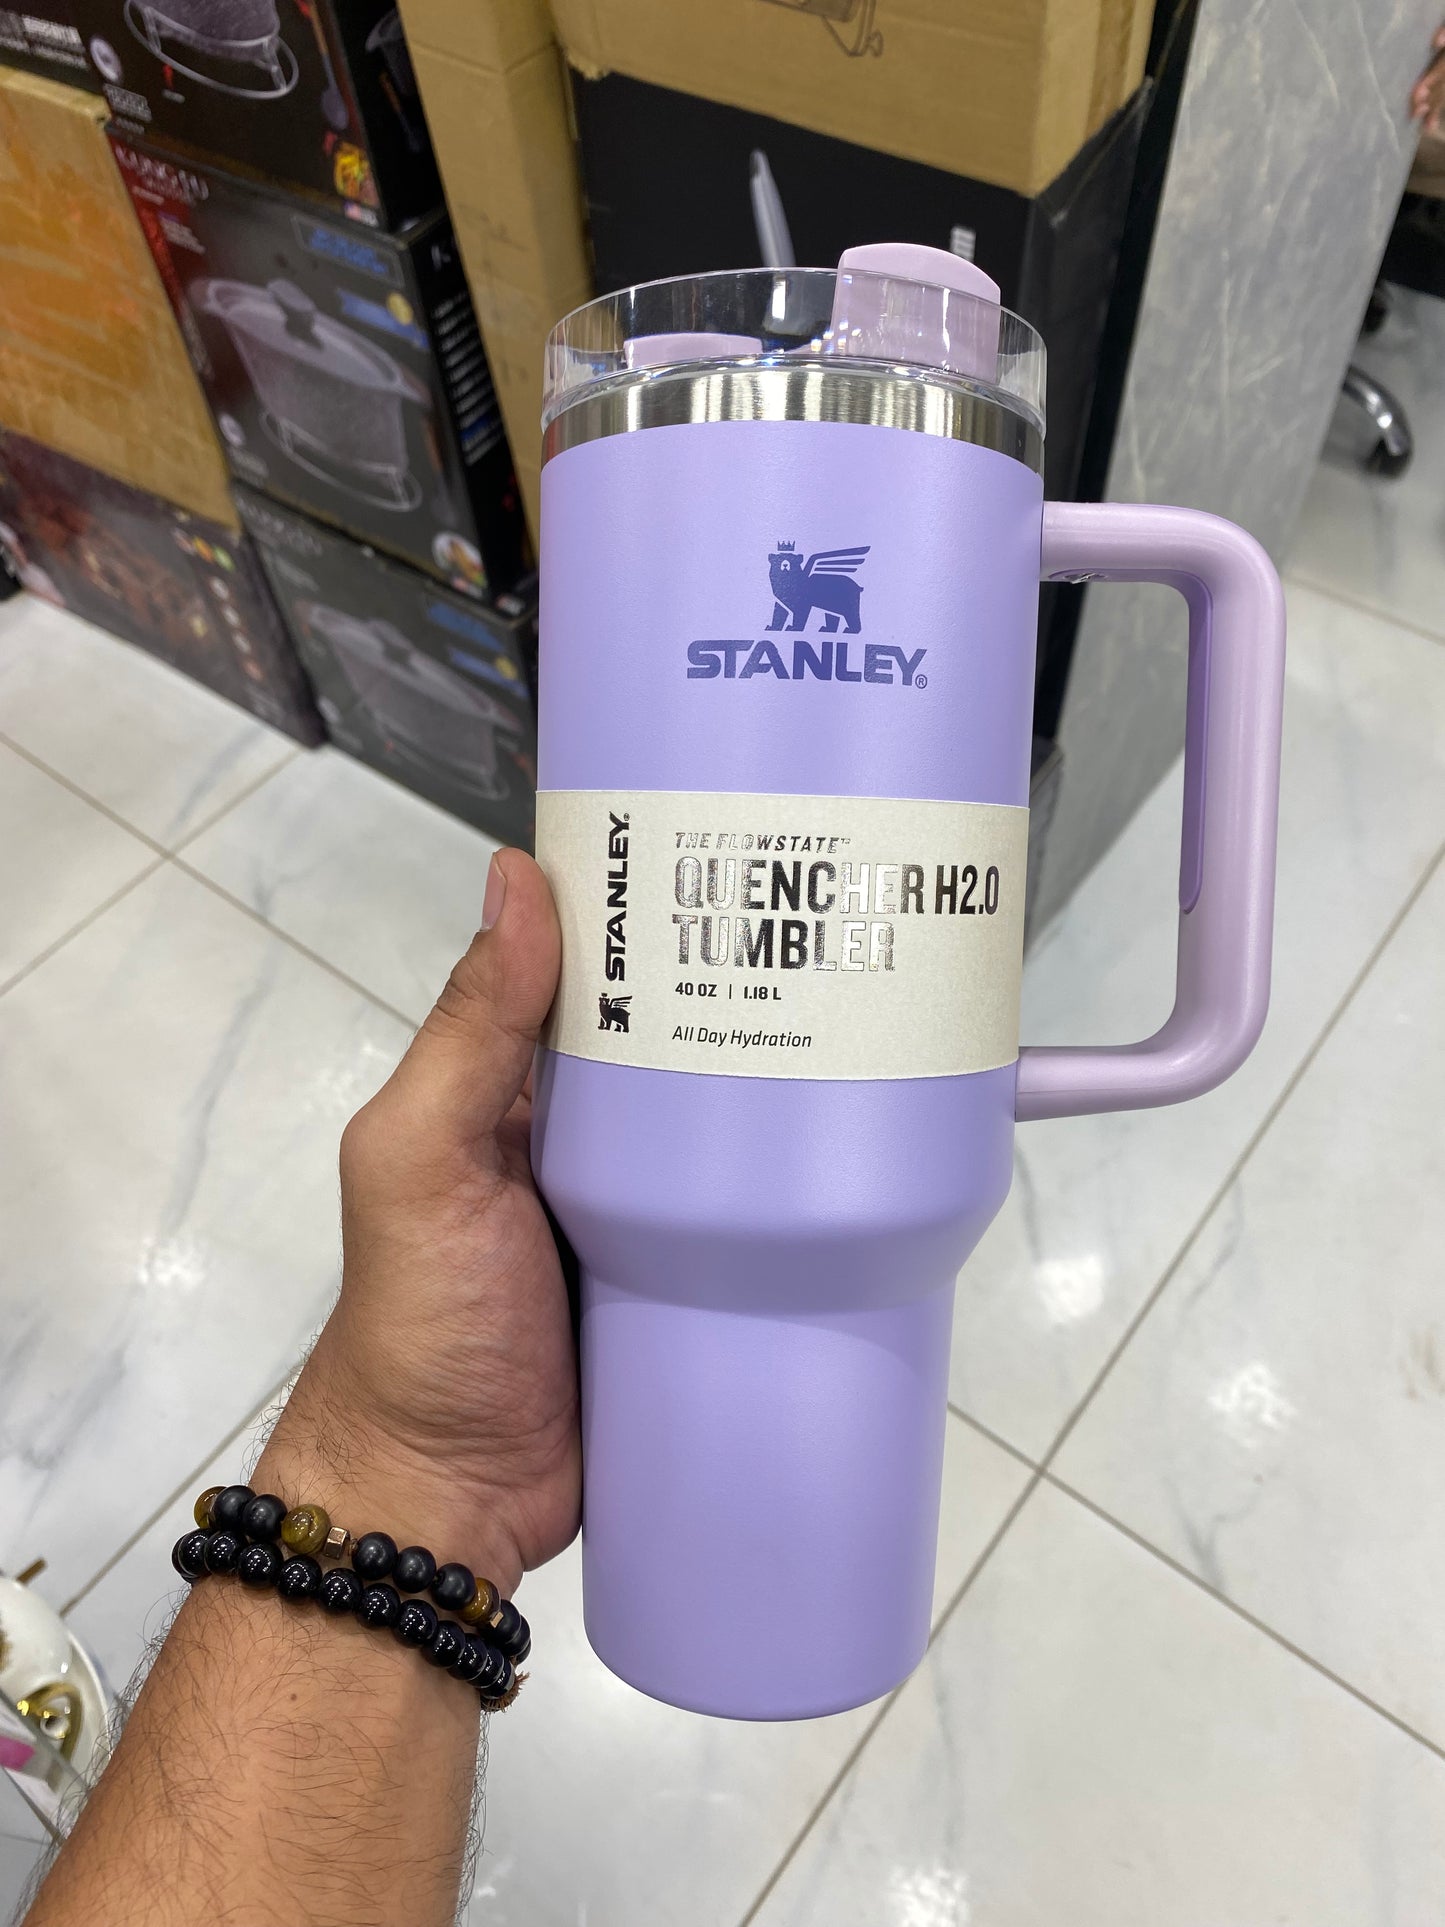 STANLEY®
STANLEY®
THE FLOWSTATE™
QUENCHER H2.0
TUMBLER
40 OZ | 1.18 L
All Day Hydration